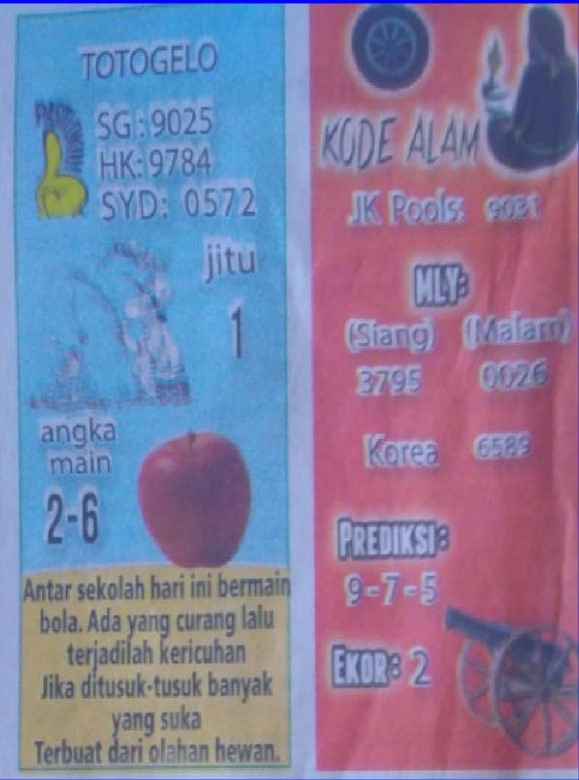 TOTOGELO
SG: 9025
HK: 9784
SYD: 0572
jitu
1
angka
main
2-6
Antar sekolah hari ini bermain
bola. Ada yang curang lalu
terjadilah kericuhan
Jika ditusuk-tusuk banyak
yang suka
Terbuat dari olahan hewan.
KODE ALAM
JK Pools: 9031
MLY:
(Siang) (Malam)
3795 0026
Korea 6589
PREDIKSI:
9-7-5
EKOR: 2